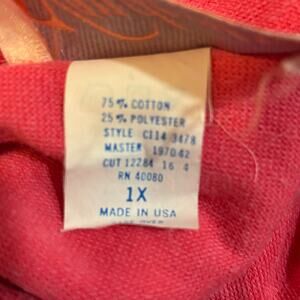 75% COTTON
25% POLYESTER
STYLE C114 3478
MASTER 197042
CUT 12284 16 4
RN 40080
1X
MADE IN USA